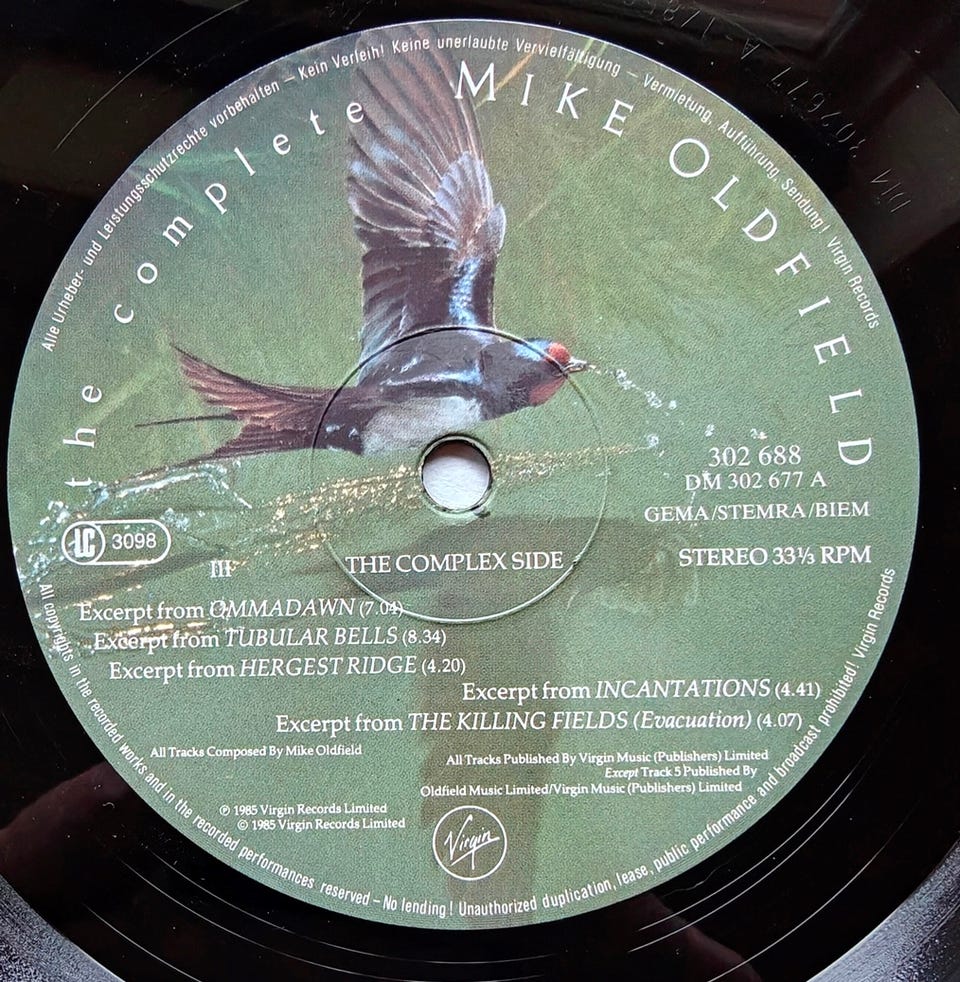 Alle Urheber- und Leistungsschutzrechte vorbehalten – Kein Verleih! Keine unerlaubte Vervielfältigung – Vermietung, Aufführung, Sendung! Virgin Records
the complete MIKE OLDFIELD
302 688
DM 302 677 A
GEMA/STEMRA/BIEM
LC 3098
STEREO 33⅓ RPM
THE COMPLEX SIDE
III
Excerpt from OMMADAWN (7.04)
Excerpt from TUBULAR BELLS (8.34)
Excerpt from HERGEST RIDGE (4.20)
Excerpt from INCANTATIONS (4.41)
Excerpt from THE KILLING FIELDS (Evacuation) (4.07)
All Tracks Composed By Mike Oldfield
All Tracks Published By Virgin Music (Publishers) Limited
Except Track 5 Published By
Oldfield Music Limited/Virgin Music (Publishers) Limited
℗ 1985 Virgin Records Limited
© 1985 Virgin Records Limited
Virgin
All copyrights in the recorded works and in the recorded performances reserved – No lending! Unauthorized duplication, lease, public performance and broadcast prohibited! Virgin Records